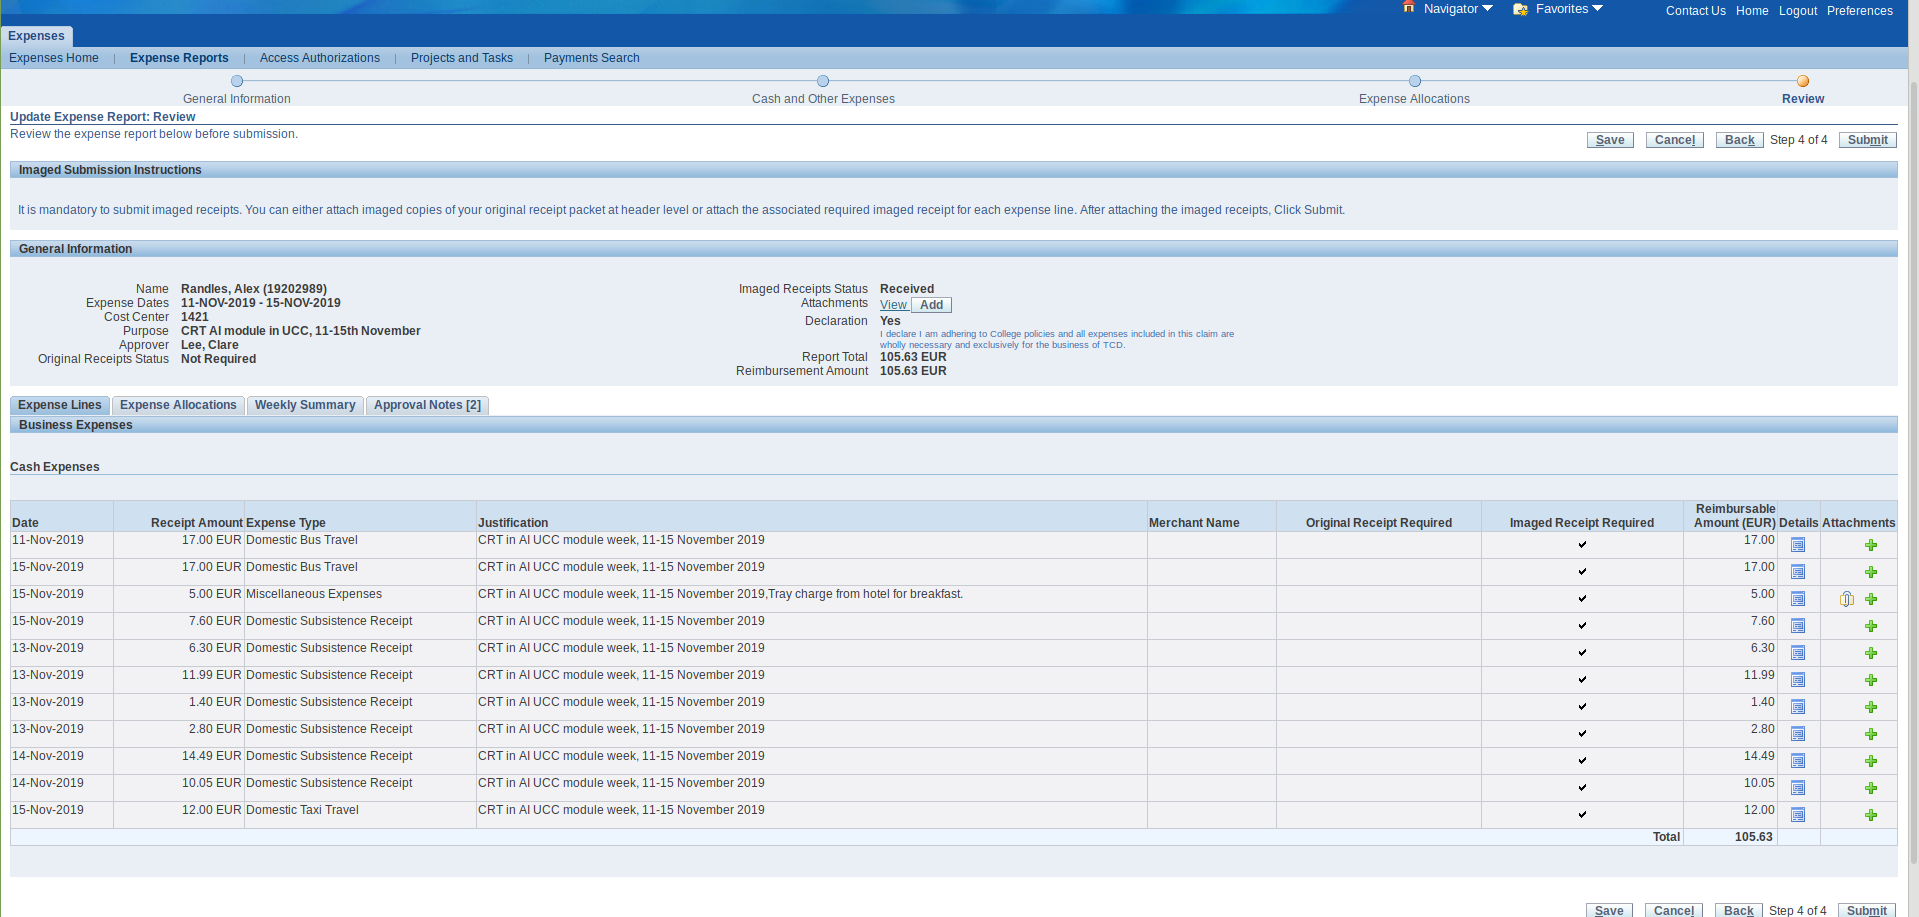 Navigator Favorites Contact Us Home Logout Preferences
Expenses
Expenses Home | Expense Reports | Access Authorizations | Projects and Tasks | Payments Search
General Information Cash and Other Expenses Expense Allocations Review
Update Expense Report: Review
Review the expense report below before submission.
Save Cancel Back Step 4 of 4 Submit
Imaged Submission Instructions
It is mandatory to submit imaged receipts. You can either attach imaged copies of your original receipt packet at header level or attach the associated required imaged receipt for each expense line. After attaching the imaged receipts, Click Submit.
General Information
Name Randles, Alex (19202989)
Expense Dates 11-NOV-2019 - 15-NOV-2019
Cost Center 1421
Purpose CRT AI module in UCC, 11-15th November
Approver Lee, Clare
Original Receipts Status Not Required
Imaged Receipts Status Received
Attachments View Add
Declaration Yes
I declare I am adhering to College policies and all expenses included in this claim are
wholly necessary and exclusively for the business of TCD.
Report Total 105.63 EUR
Reimbursement Amount 105.63 EUR
Expense Lines Expense Allocations Weekly Summary Approval Notes [2]
Business Expenses
Cash Expenses
Date Receipt Amount Expense Type Justification Merchant Name Original Receipt Required Imaged Receipt Required Reimbursable Amount (EUR) Details Attachments
11-Nov-2019 17.00 EUR Domestic Bus Travel CRT in AI UCC module week, 11-15 November 2019 17.00
15-Nov-2019 17.00 EUR Domestic Bus Travel CRT in AI UCC module week, 11-15 November 2019 17.00
15-Nov-2019 5.00 EUR Miscellaneous Expenses CRT in AI UCC module week, 11-15 November 2019,Tray charge from hotel for breakfast. 5.00
15-Nov-2019 7.60 EUR Domestic Subsistence Receipt CRT in AI UCC module week, 11-15 November 2019 7.60
13-Nov-2019 6.30 EUR Domestic Subsistence Receipt CRT in AI UCC module week, 11-15 November 2019 6.30
13-Nov-2019 11.99 EUR Domestic Subsistence Receipt CRT in AI UCC module week, 11-15 November 2019 11.99
13-Nov-2019 1.40 EUR Domestic Subsistence Receipt CRT in AI UCC module week, 11-15 November 2019 1.40
13-Nov-2019 2.80 EUR Domestic Subsistence Receipt CRT in AI UCC module week, 11-15 November 2019 2.80
14-Nov-2019 14.49 EUR Domestic Subsistence Receipt CRT in AI UCC module week, 11-15 November 2019 14.49
14-Nov-2019 10.05 EUR Domestic Subsistence Receipt CRT in AI UCC module week, 11-15 November 2019 10.05
15-Nov-2019 12.00 EUR Domestic Taxi Travel CRT in AI UCC module week, 11-15 November 2019 12.00
Total 105.63
Save Cancel Back Step 4 of 4 Submit